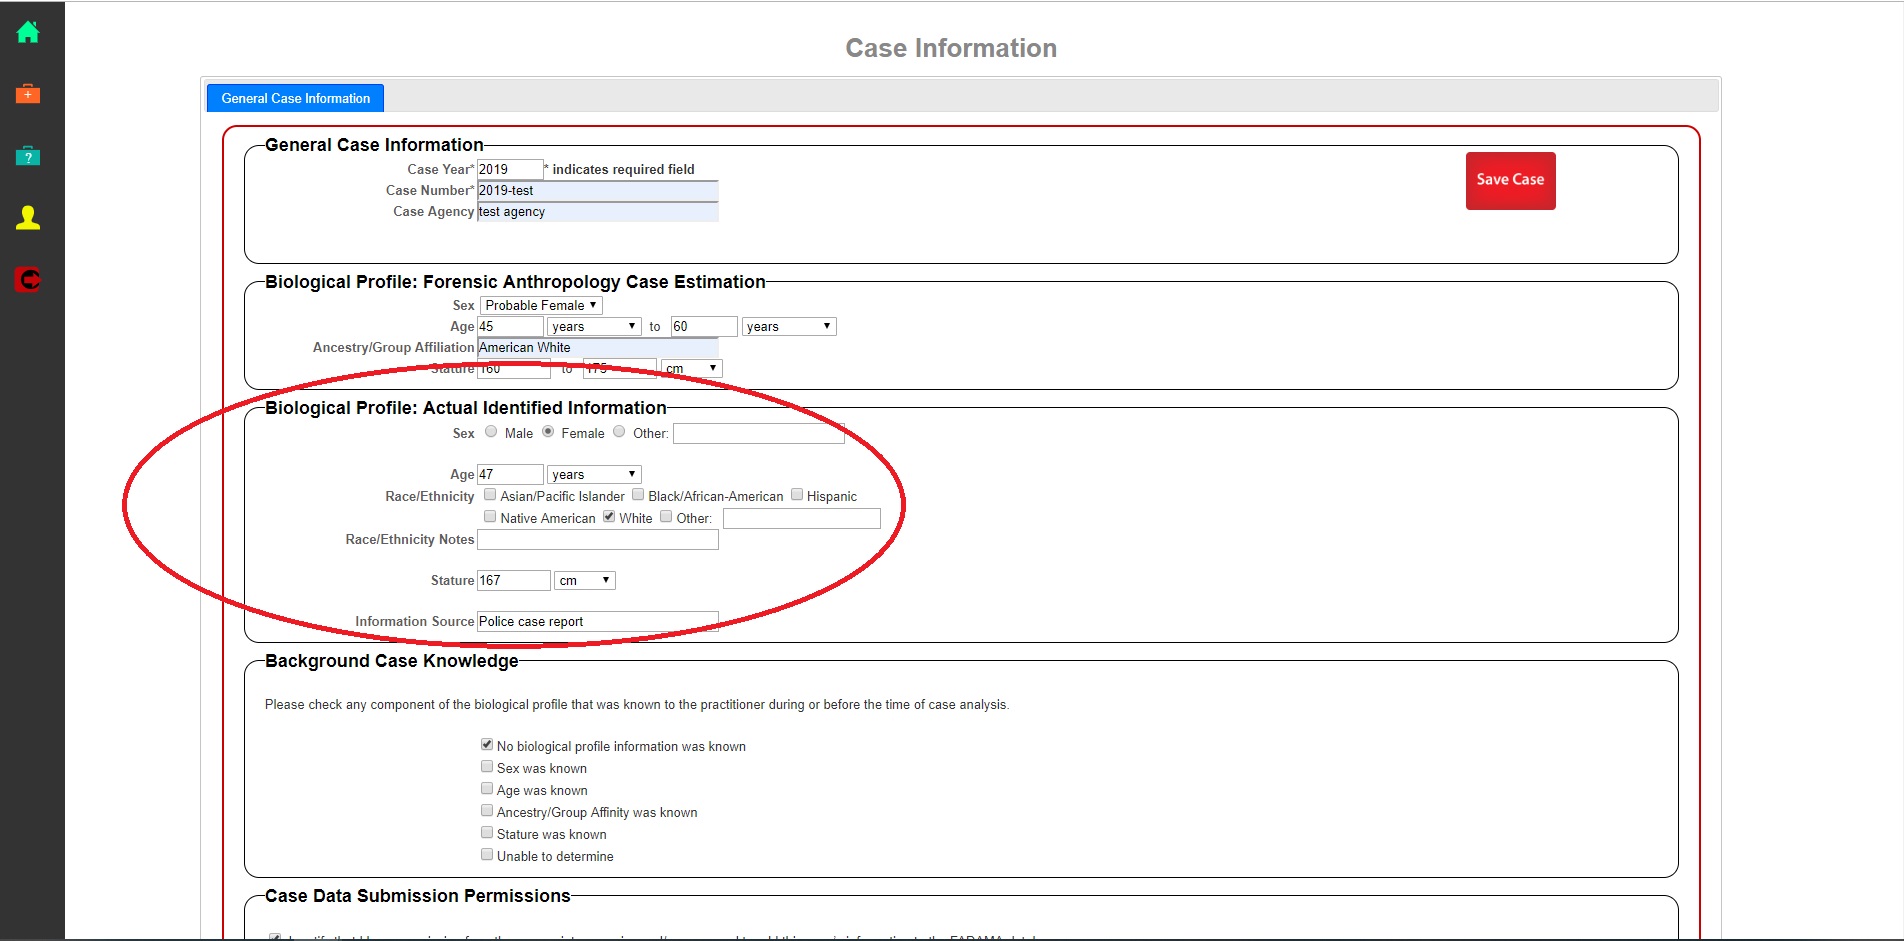 Case Information
General Case Information
General Case Information
Case Year* 2019 * indicates required field
Save Case
Case Number* 2019-test
Case Agency test agency
Biological Profile: Forensic Anthropology Case Estimation
Sex Probable Female
Age 45 years to 60 years
Ancestry/Group Affiliation American White
Stature 160 to 175 cm
Biological Profile: Actual Identified Information
Sex Male Female Other:
Age 47 years
Race/Ethnicity Asian/Pacific Islander Black/African-American Hispanic
Native American White Other:
Race/Ethnicity Notes
Stature 167 cm
Information Source Police case report
Background Case Knowledge
Please check any component of the biological profile that was known to the practitioner during or before the time of case analysis.
No biological profile information was known
Sex was known
Age was known
Ancestry/Group Affinity was known
Stature was known
Unable to determine
Case Data Submission Permissions